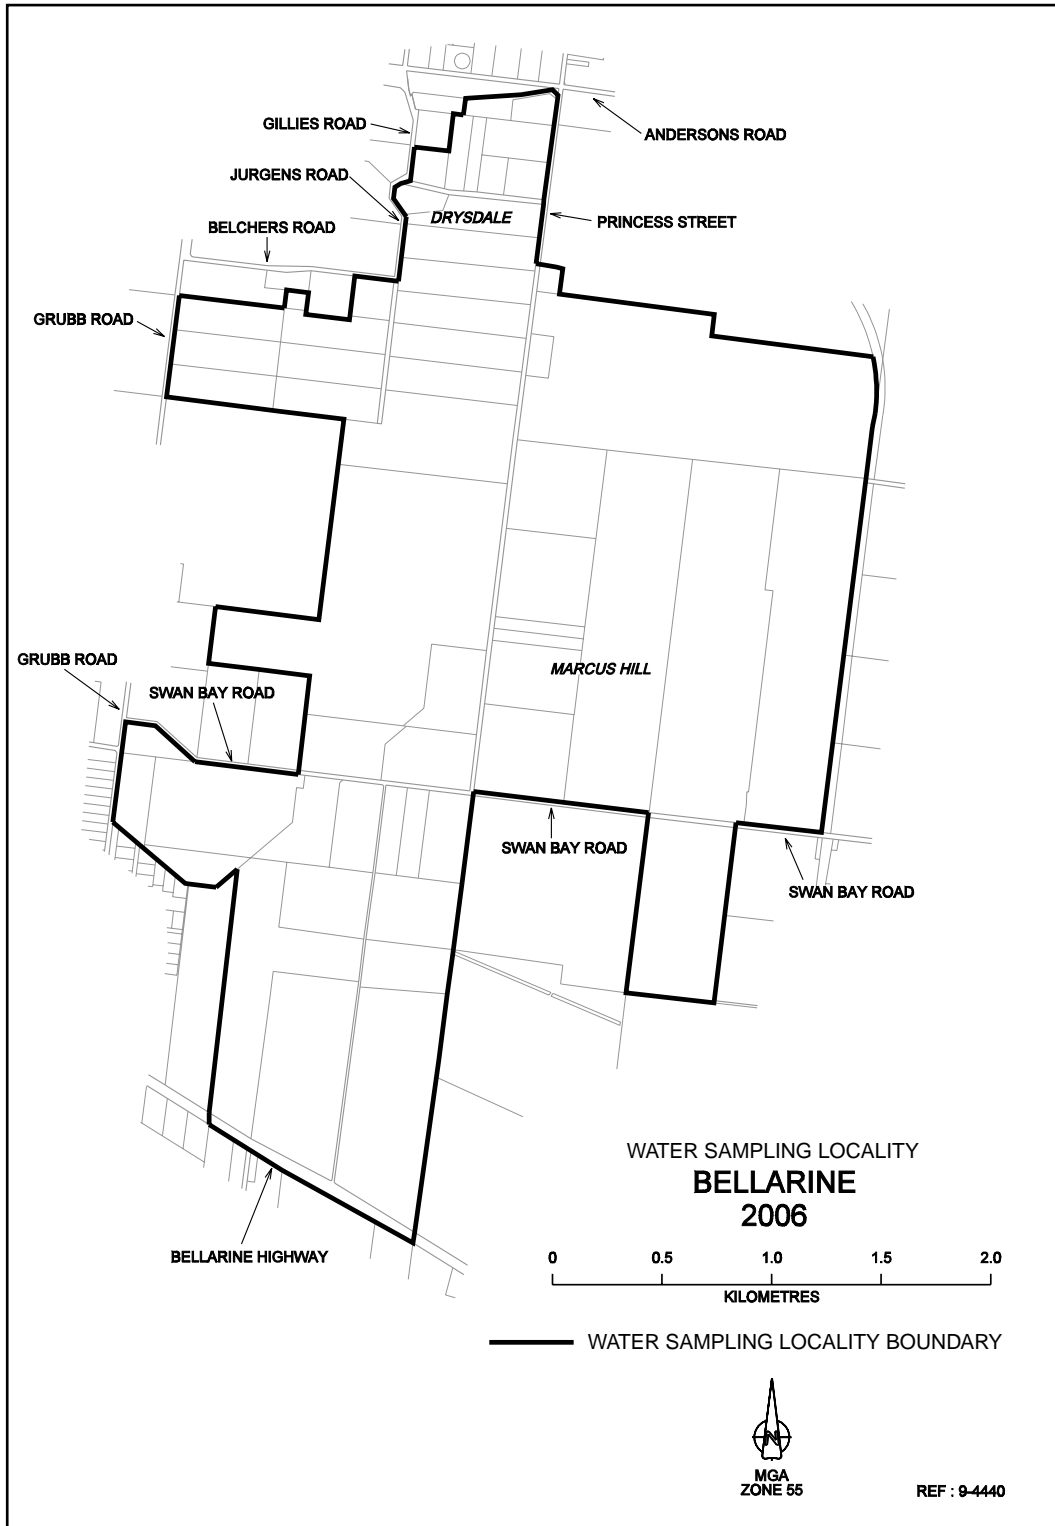 GILLIES ROAD
ANDERSONS ROAD
JURGENS ROAD
DRYSDALE
PRINCESS STREET
BELCHERS ROAD
GRUBB ROAD
GRUBB ROAD
MARCUS HILL
SWAN BAY ROAD
SWAN BAY ROAD
SWAN BAY ROAD
BELLARINE HIGHWAY
WATER SAMPLING LOCALITY
BELLARINE
2006
0 0.5 1.0 1.5 2.0
KILOMETRES
WATER SAMPLING LOCALITY BOUNDARY
N
MGA
ZONE 55
REF : 9-4440